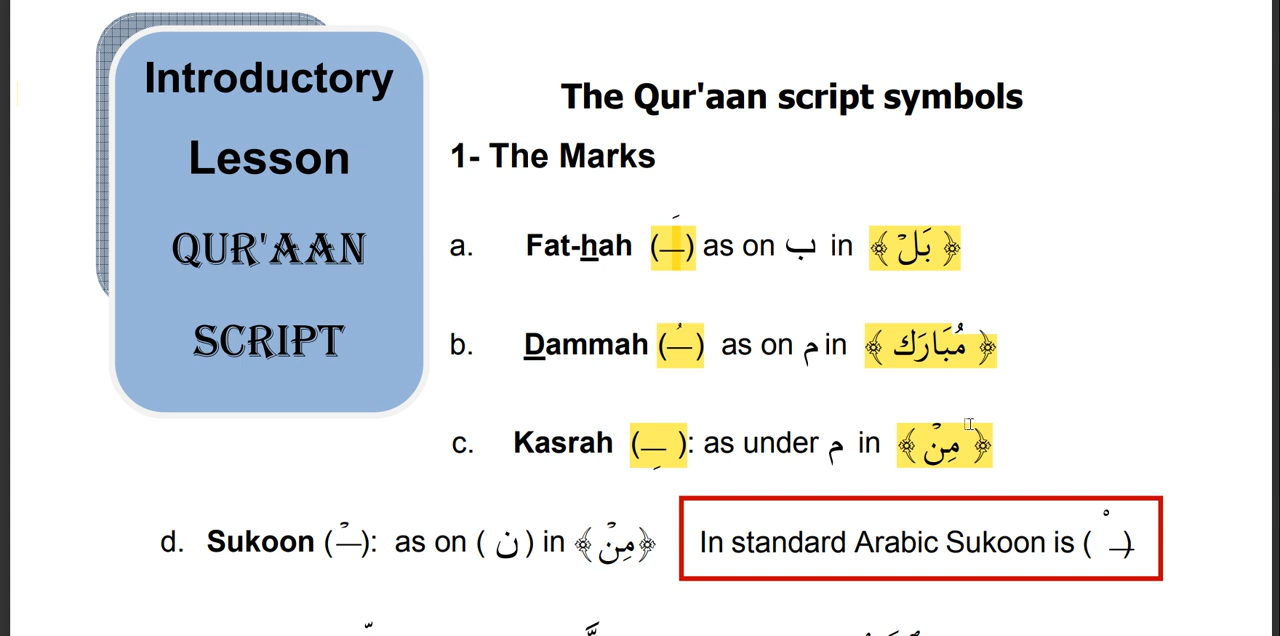 Introductory
Lesson
QUR'AAN
SCRIPT
The Qur'aan script symbols
1- The Marks
a. Fat-hah (ـَ) as on ب in ﴿ بَلۡ ﴾
b. Dammah (ـُ) as on م in ﴿ مُبَارَك ﴾
c. Kasrah (ـِ ): as under م in ﴿ مِنۡ ﴾
d. Sukoon (ـۡ): as on ( ن ) in ﴿مِنۡ﴾
In standard Arabic Sukoon is ( ـْ)